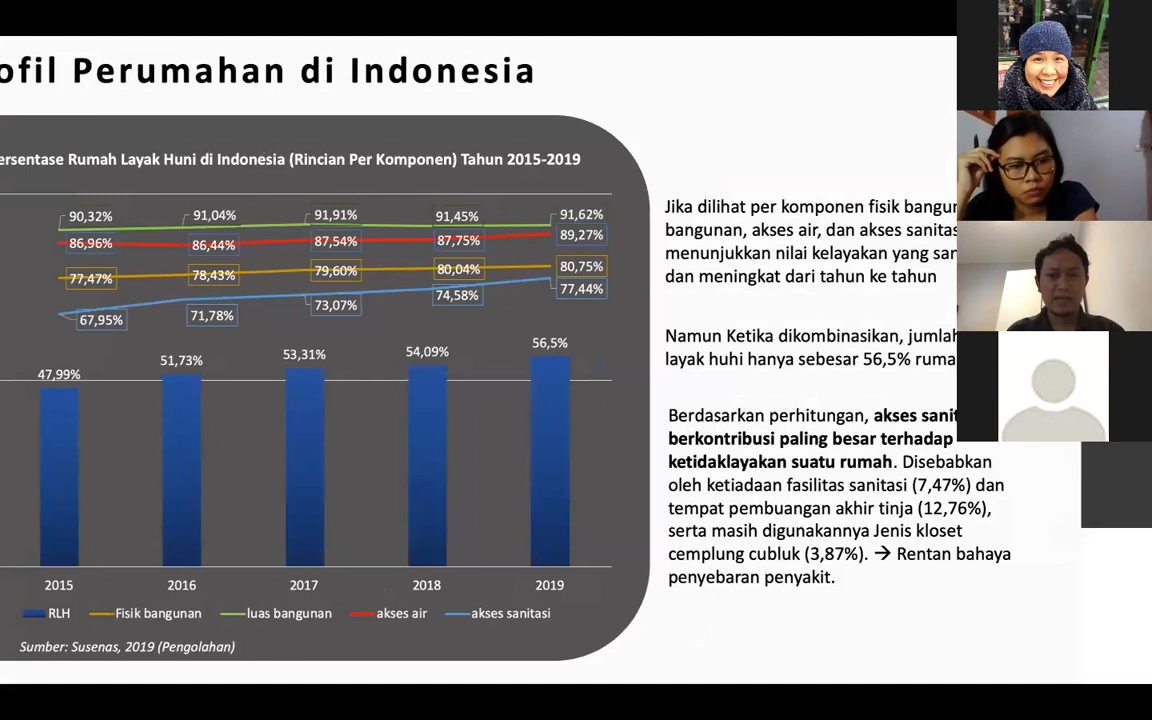 ofil Perumahan di Indonesia
ersentase Rumah Layak Huni di Indonesia (Rincian Per Komponen) Tahun 2015-2019
90,32% 91,04% 91,91% 91,45% 91,62%
86,96% 86,44% 87,54% 87,75% 89,27%
77,47% 78,43% 79,60% 80,04% 80,75%
67,95% 71,78% 73,07% 74,58% 77,44%
47,99% 51,73% 53,31% 54,09% 56,5%
2015 2016 2017 2018 2019
RLH Fisik bangunan luas bangunan akses air akses sanitasi
Sumber: Susenas, 2019 (Pengolahan)
Jika dilihat per komponen fisik bangun
bangunan, akses air, dan akses sanitas
menunjukkan nilai kelayakan yang san
dan meningkat dari tahun ke tahun
Namun Ketika dikombinasikan, jumlah
layak huhi hanya sebesar 56,5% ruma
Berdasarkan perhitungan, akses sanit
berkontribusi paling besar terhadap
ketidaklayakan suatu rumah. Disebabkan
oleh ketiadaan fasilitas sanitasi (7,47%) dan
tempat pembuangan akhir tinja (12,76%),
serta masih digunakannya Jenis kloset
cemplung cubluk (3,87%). → Rentan bahaya
penyebaran penyakit.